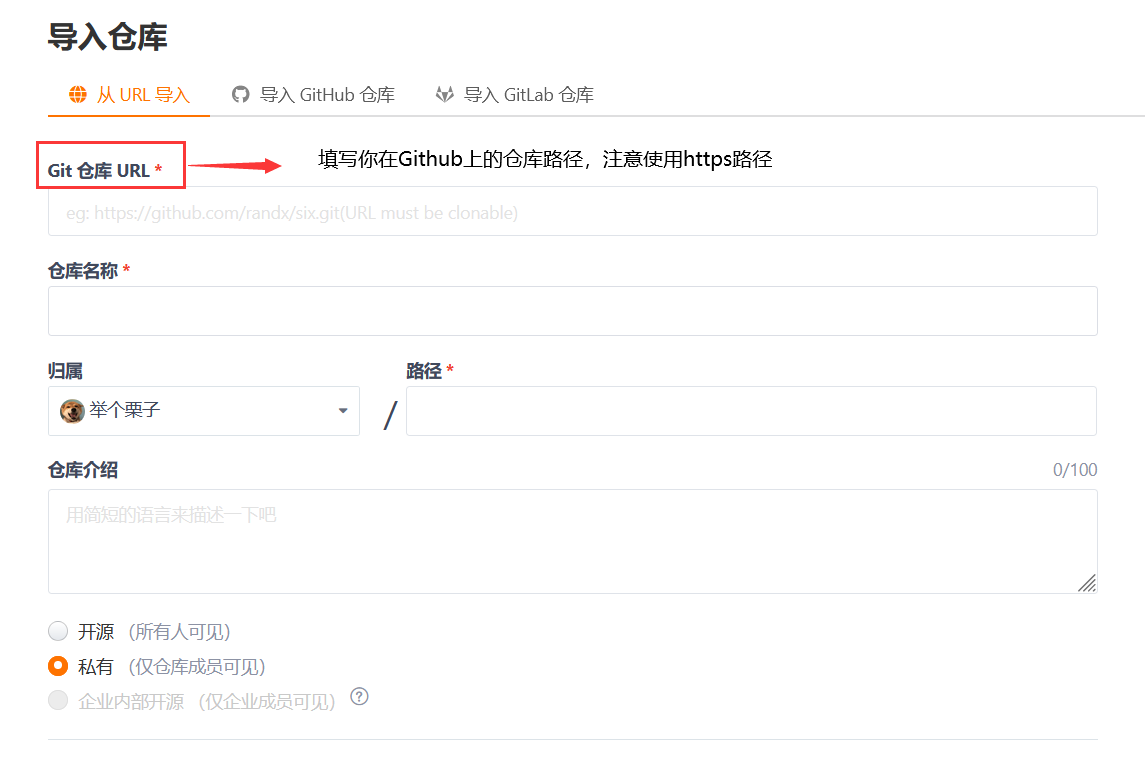 导入仓库
从 URL 导入 导入 GitHub 仓库 导入 GitLab 仓库
Git 仓库 URL * 填写你在Github上的仓库路径，注意使用https路径
eg: https://github.com/randx/six.git(URL must be clonable)
仓库名称 *
归属 路径 *
举个栗子 /
仓库介绍 0/100
用简短的语言来描述一下吧
开源 (所有人可见)
私有 (仅仓库成员可见)
企业内部开源 (仅企业成员可见) ?